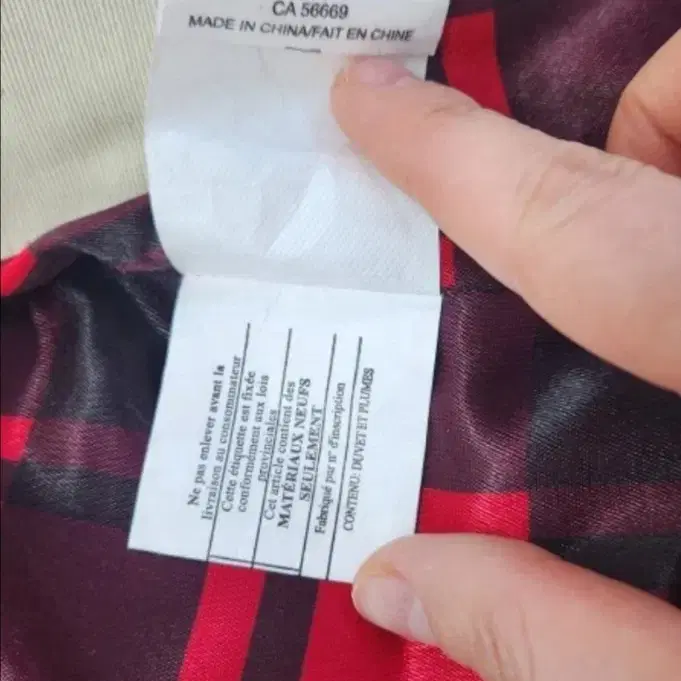 CA 56669
MADE IN CHINA/FAIT EN CHINE
Ne pas enlever avant la
livraison au consommateur
Cette étiquette est fixée
conformément aux lois
provinciales
Cet article contient des
MATÉRIAUX NEUFS
SEULEMENT
Fabriqué par nº d'inscription
CONTENU: DUVET ET PLUMES